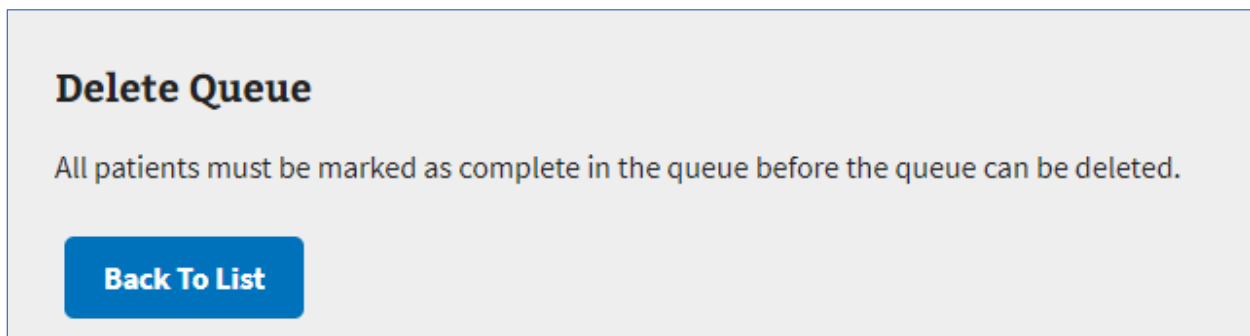 Delete Queue
All patients must be marked as complete in the queue before the queue can be deleted.
Back To List